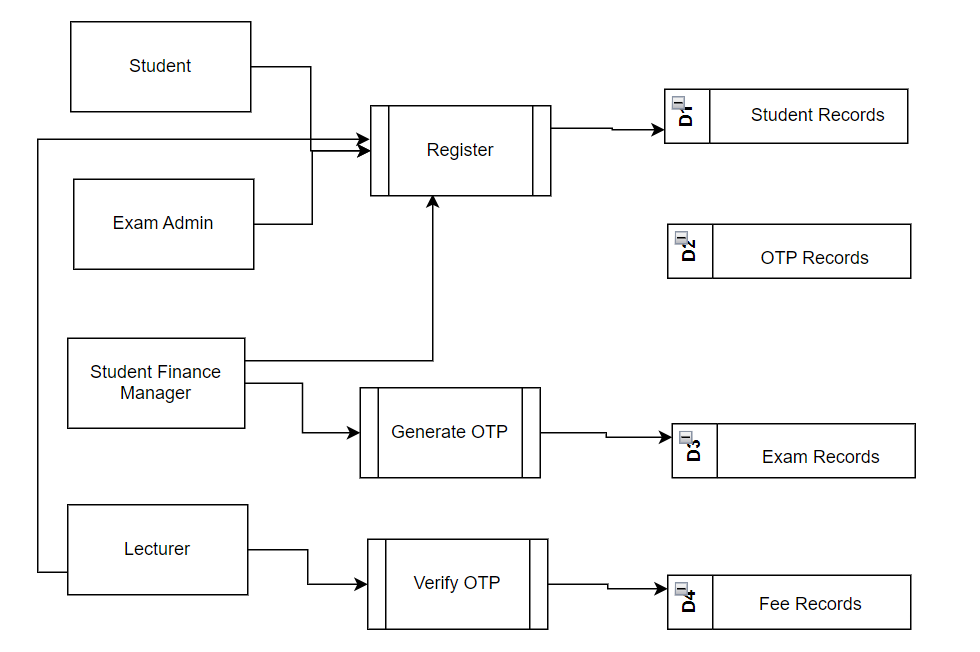 Student
Register
D1
Student Records
Exam Admin
D2
OTP Records
Student Finance
Manager
Generate OTP
D3
Exam Records
Lecturer
Verify OTP
D4
Fee Records